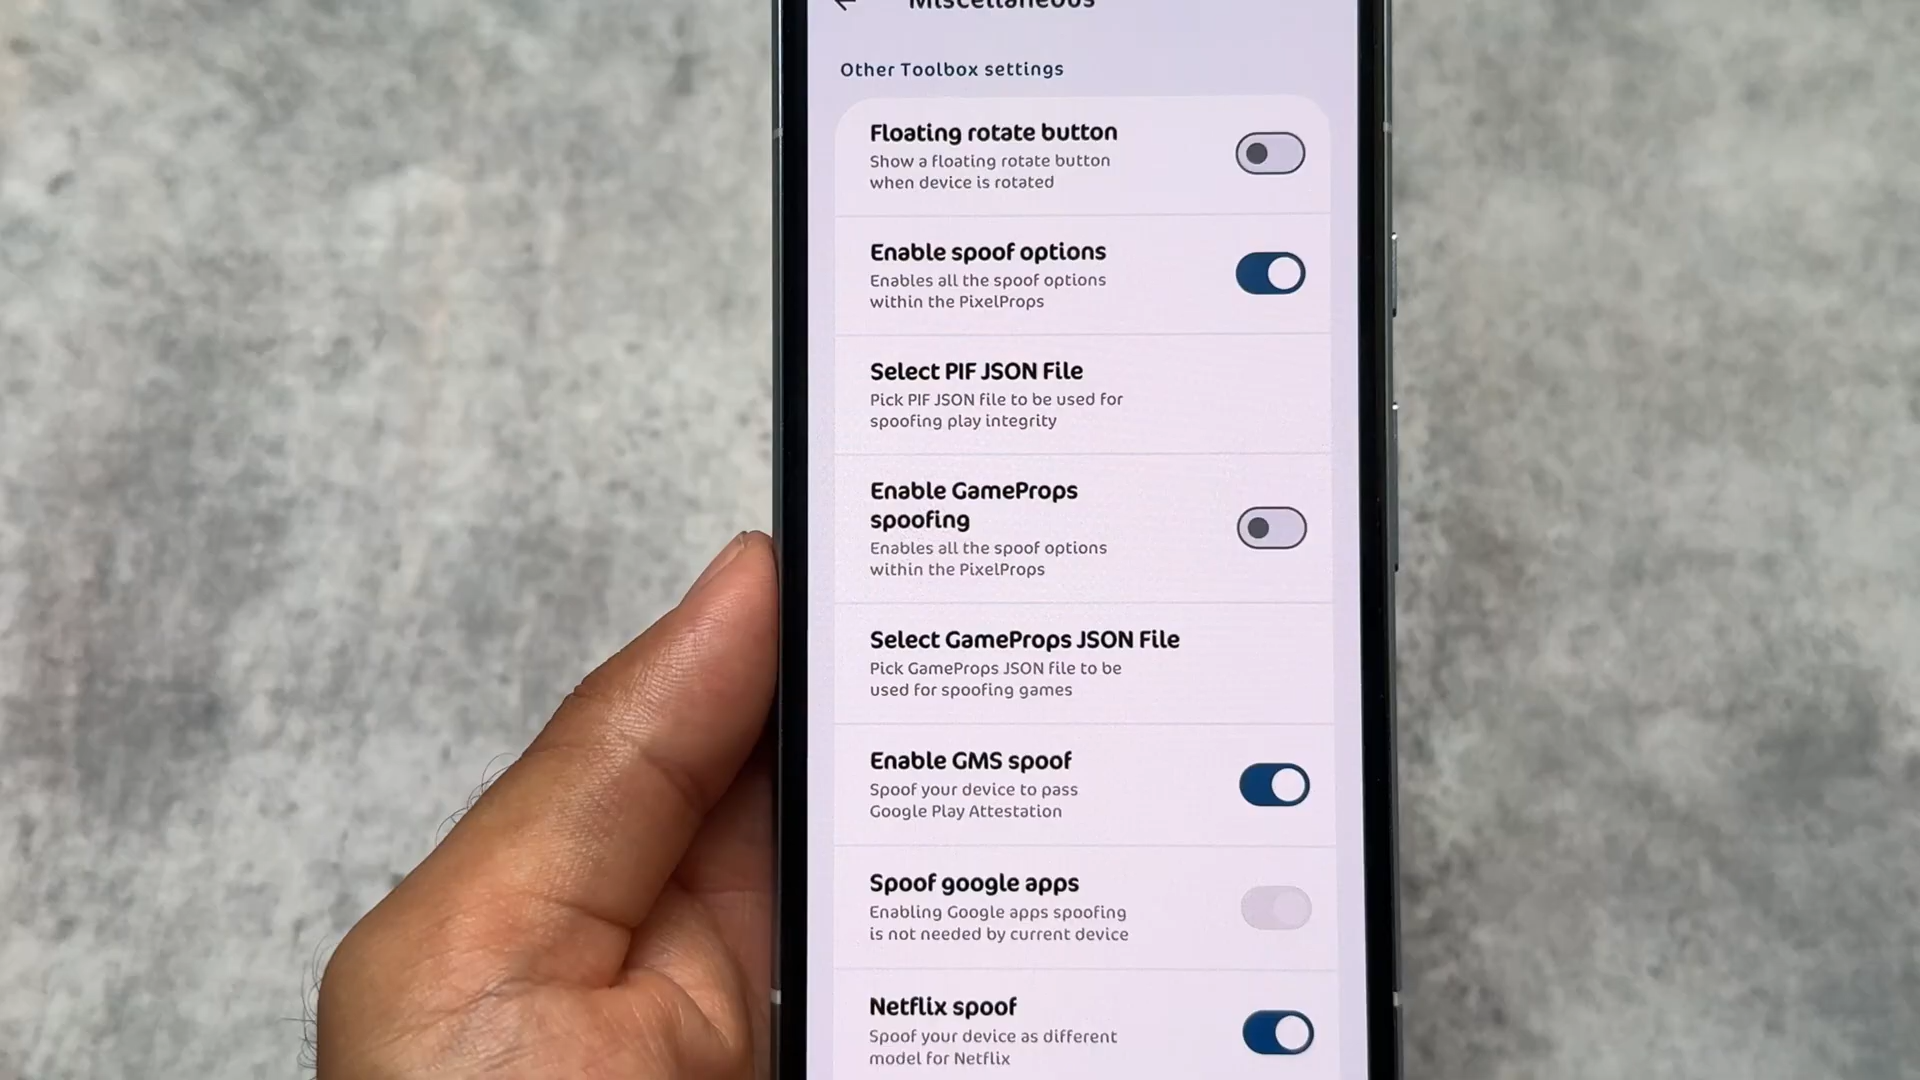 Miscellaneous
Other Toolbox settings
Floating rotate button
Show a floating rotate button
when device is rotated
Enable spoof options
Enables all the spoof options
within the PixelProps
Select PIF JSON File
Pick PIF JSON file to be used for
spoofing play integrity
Enable GameProps
spoofing
Enables all the spoof options
within the PixelProps
Select GameProps JSON File
Pick GameProps JSON file to be
used for spoofing games
Enable GMS spoof
Spoof your device to pass
Google Play Attestation
Spoof google apps
Enabling Google apps spoofing
is not needed by current device
Netflix spoof
Spoof your device as different
model for Netflix